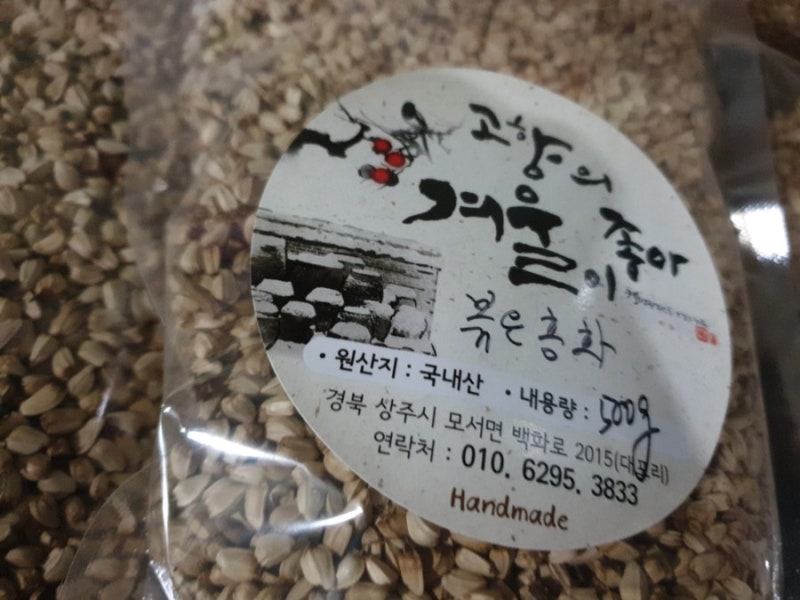 고향의
겨울이 좋아
볶은홍화
• 원산지 : 국내산 • 내용량 : 500g
경북 상주시 모서면 백화로 2015(대포리)
연락처 : 010. 6295. 3833
Handmade